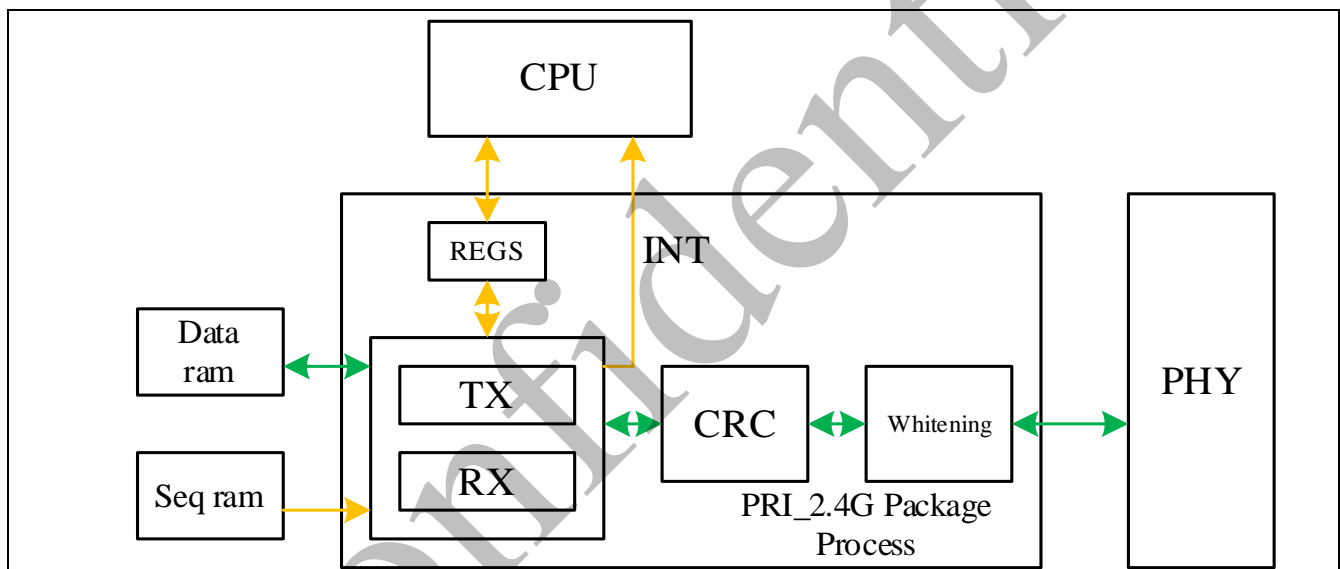 CPU
REGS
INT
Data
ram
TX
CRC
Whitening
PHY
Seq ram
RX
PRI_2.4G Package
Process